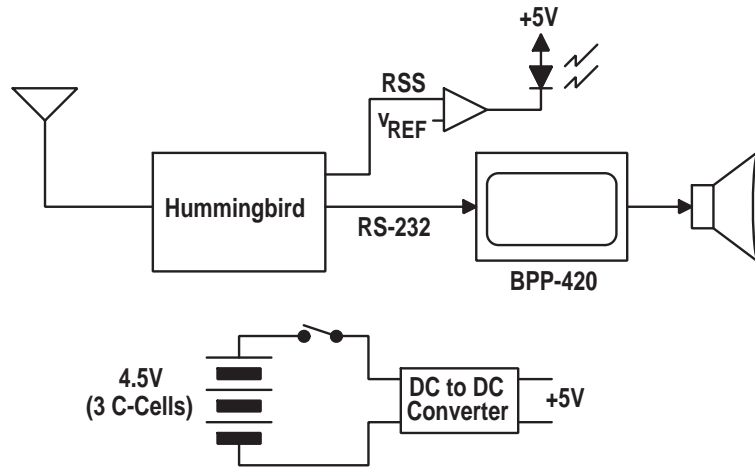 +5V
RSS
VREF
Hummingbird
RS-232
BPP-420
4.5V
(3 C-Cells)
DC to DC
Converter
+5V